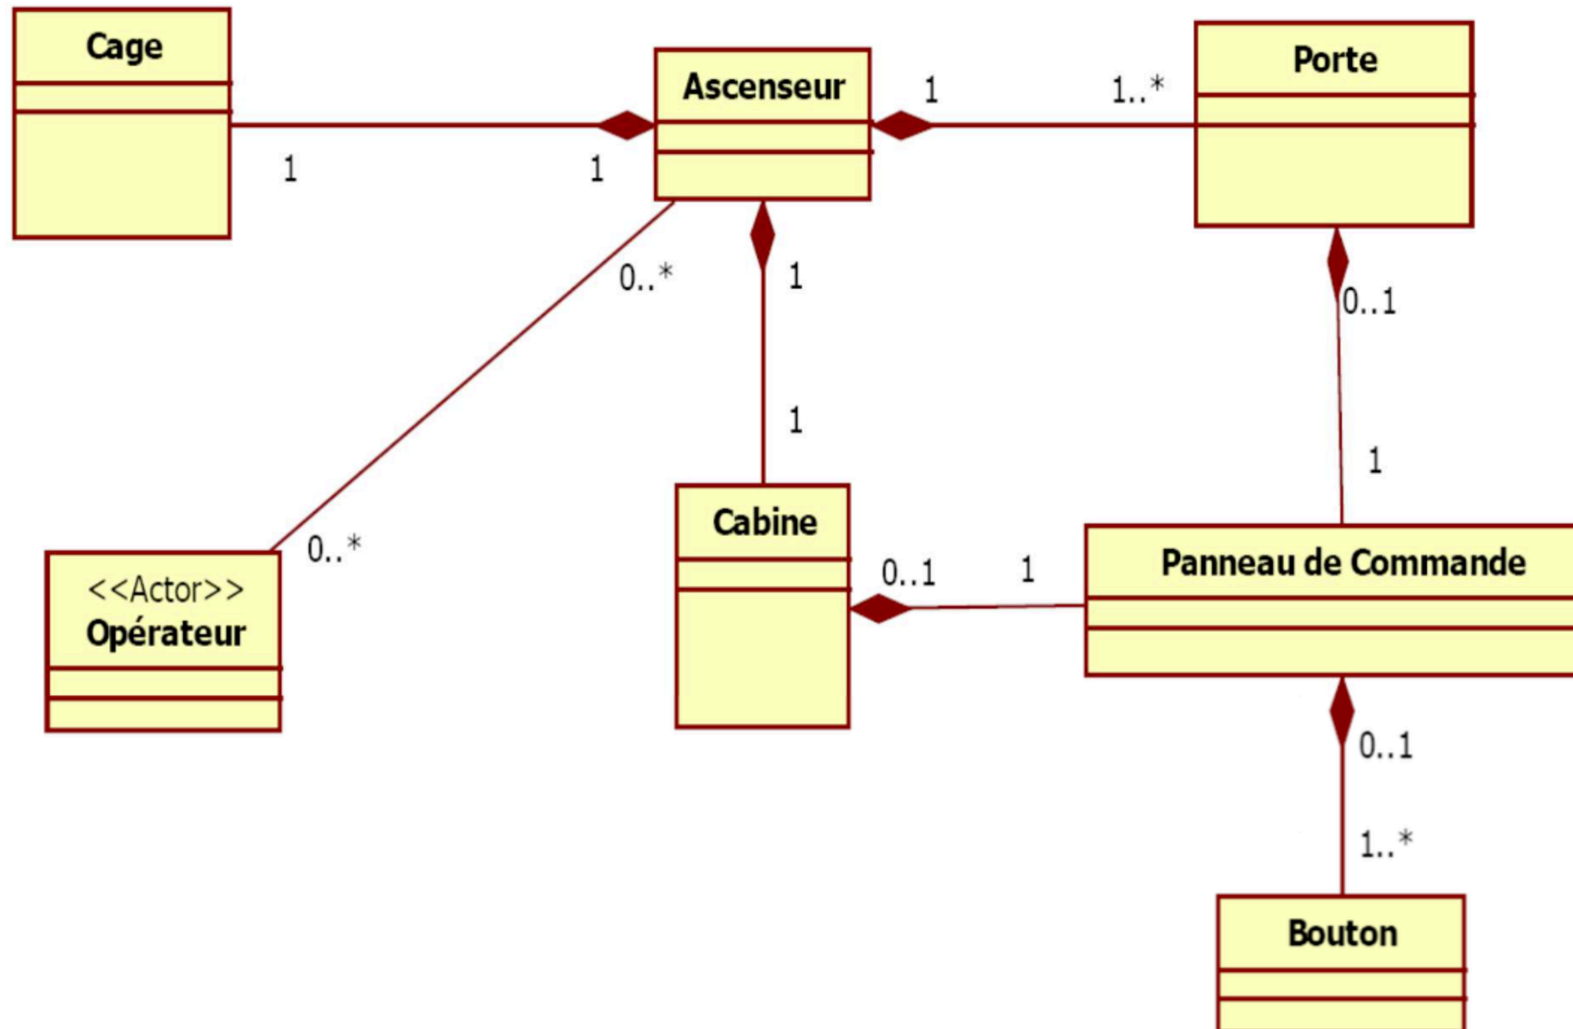 Cage
Ascenseur
Porte
1
1..*
1
1
0..*
1
0..1
1
1
Cabine
0..1
1
Panneau de Commande
0..*
<<Actor>>
Opérateur
0..1
1..*
Bouton